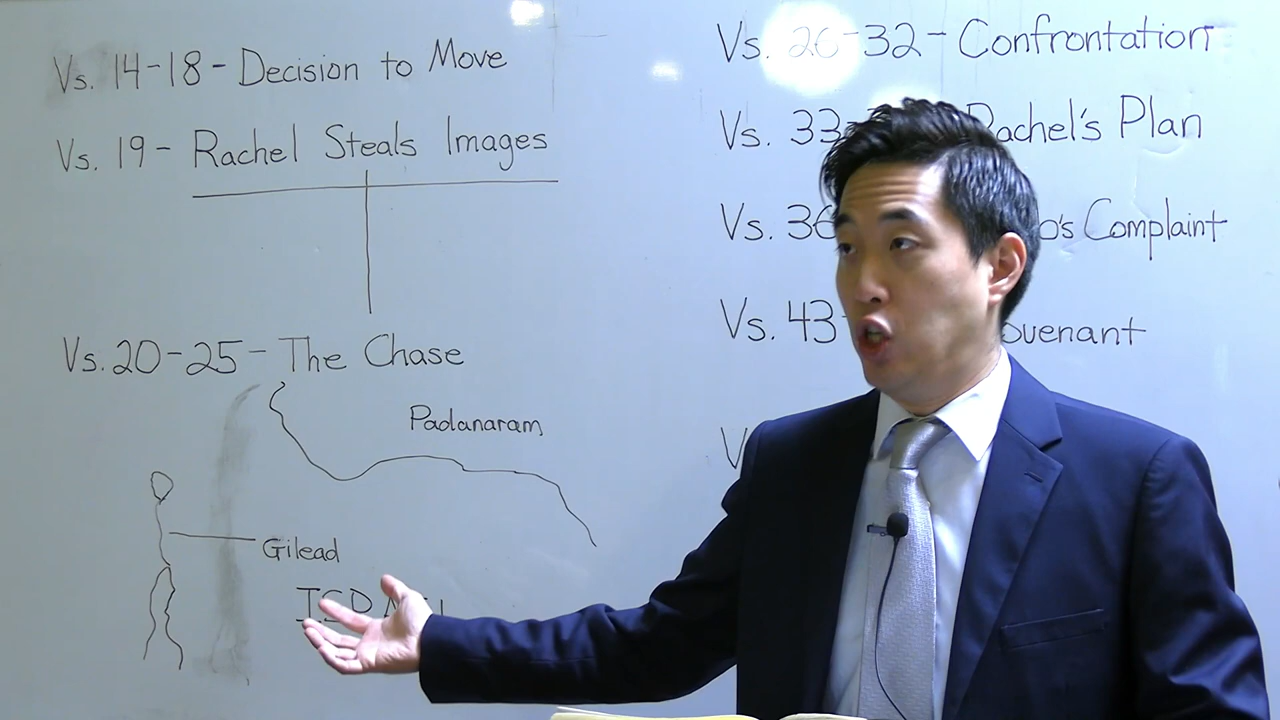 Vs. 14-18 - Decision to Move
Vs. 19 - Rachel Steals Images
Vs. 20-25 - The Chase
Padanaram
Gilead
Vs. 26-32 - Confrontation
Vs. 33- Rachel's Plan
Vs. 36 o's Complaint
Vs. 43- ovenant